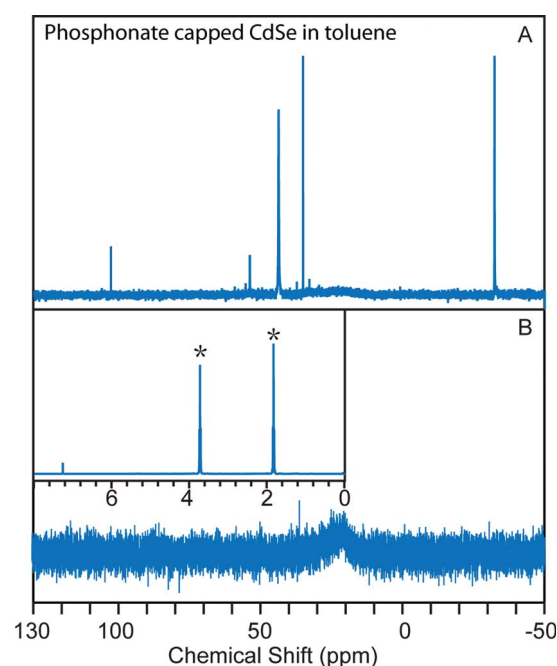 Phosphonate capped CdSe in toluene
A
B
* *
6 4 2 0
130 100 50 0 -50
Chemical Shift (ppm)